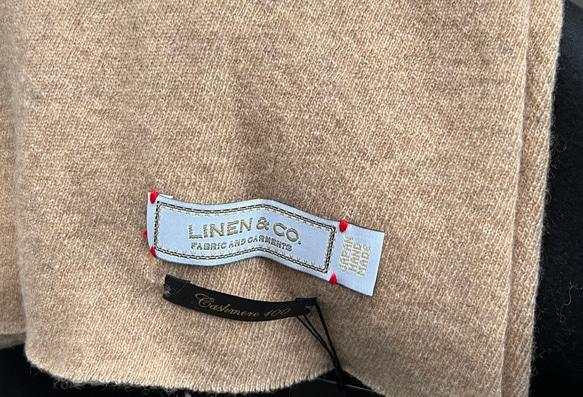 LINEN & CO.
FABRIC AND GARMENTS
JAPAN
HAND
MADE
Cashmere 100